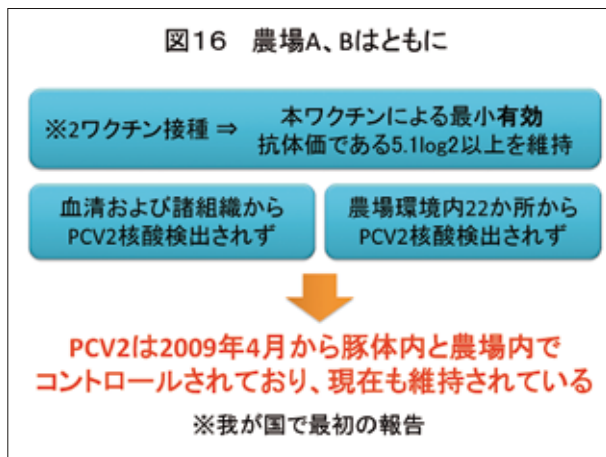 図16　農場A、Bはともに
※2ワクチン接種 ⇒ 本ワクチンによる最小有効
抗体価である5.1log2以上を維持
血清および諸組織から
PCV2核酸検出されず
農場環境内22か所から
PCV2核酸検出されず
PCV2は2009年4月から豚体内と農場内で
コントロールされており、現在も維持されている
※我が国で最初の報告